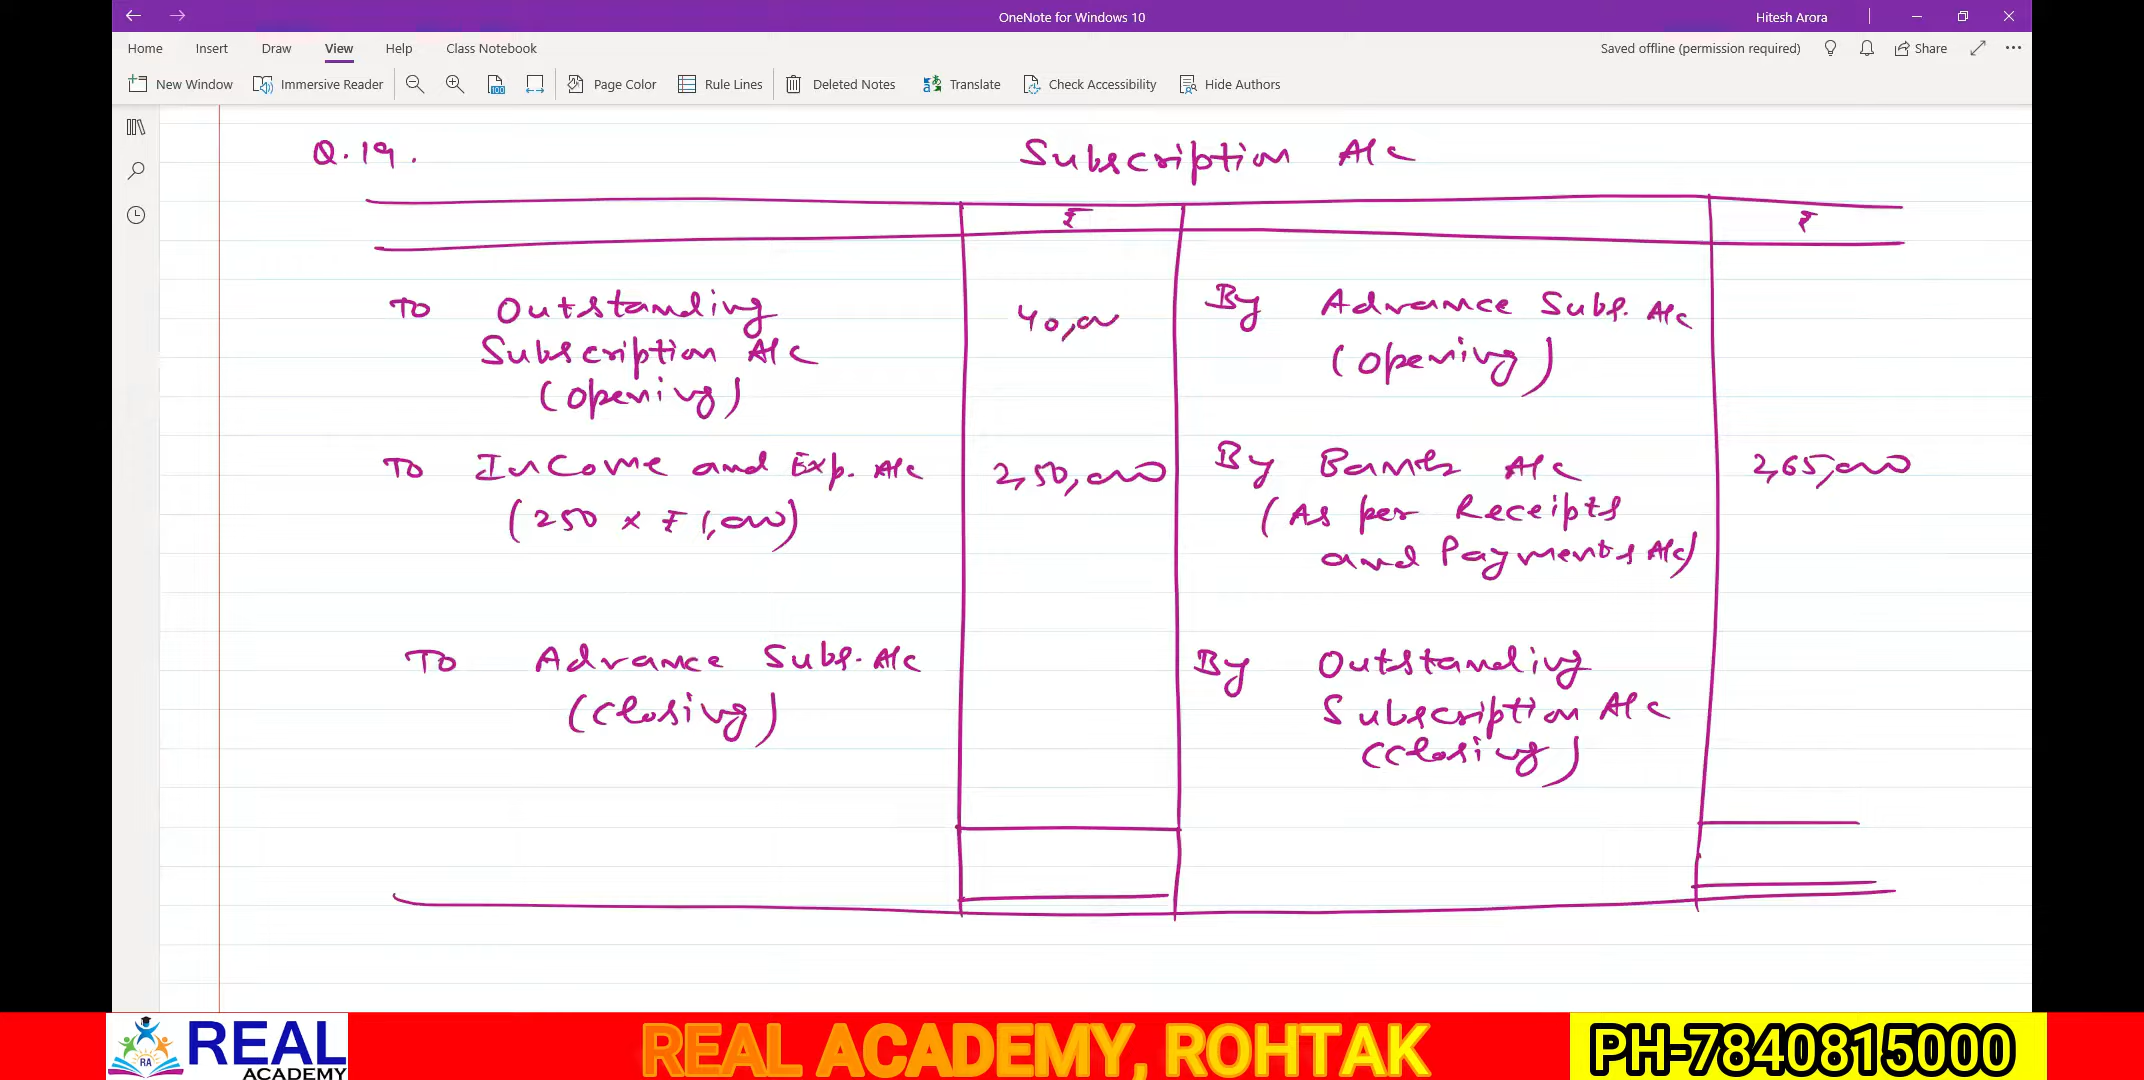 OneNote for Windows 10
Hitesh Arora
Home Insert Draw View Help Class Notebook
Saved offline (permission required) Share
New Window Immersive Reader 100 Page Color Rule Lines Deleted Notes Translate Check Accessibility Hide Authors
Q.19. Subscription A/c
₹ ₹
To Outstanding Subscription A/c (Opening) 40,000
By Advance Subs. A/c (Opening)
To Income and Exp. A/c (250 × ₹ 1,000) 2,50,000
By Bank A/c (As per Receipts and Payments A/c) 2,65,000
To Advance Subs. A/c (Closing)
By Outstanding Subscription A/c (Closing)
RA REAL ACADEMY
REAL ACADEMY, ROHTAK
PH-7840815000